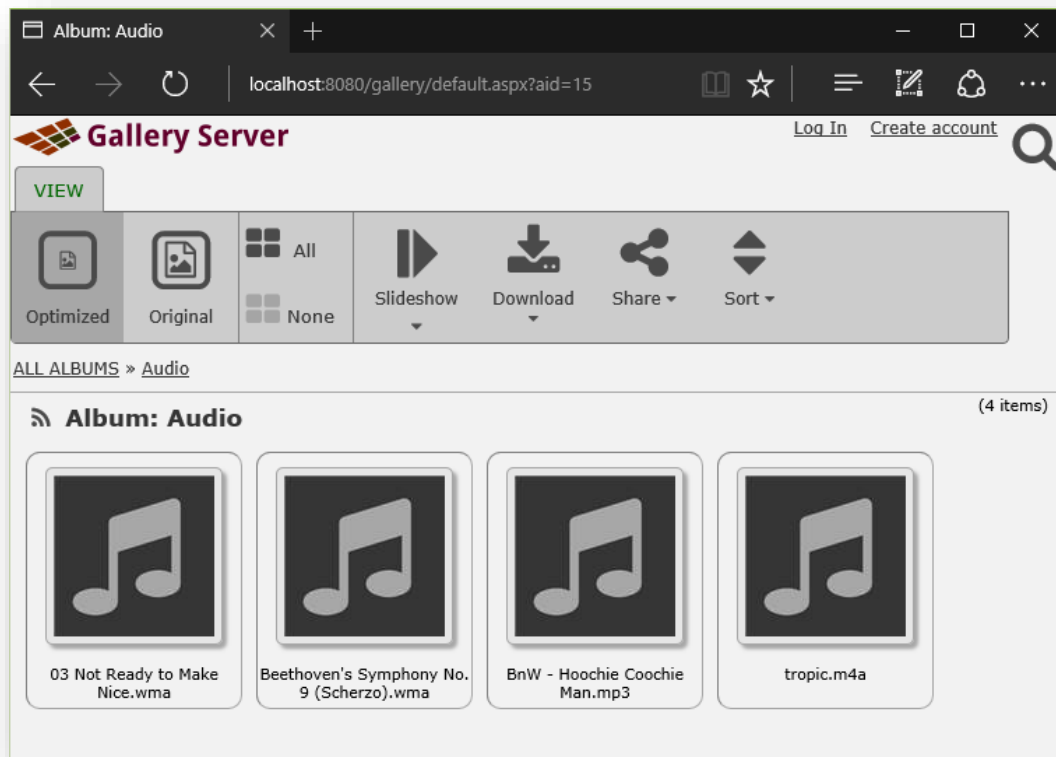 Album: Audio
localhost:8080/gallery/default.aspx?aid=15
Gallery Server
Log In Create account
VIEW
Optimized
Original
All
None
Slideshow
Download
Share
Sort
ALL ALBUMS » Audio
(4 items)
Album: Audio
03 Not Ready to Make
Nice.wma
Beethoven's Symphony No.
9 (Scherzo).wma
BnW - Hoochie Coochie
Man.mp3
tropic.m4a